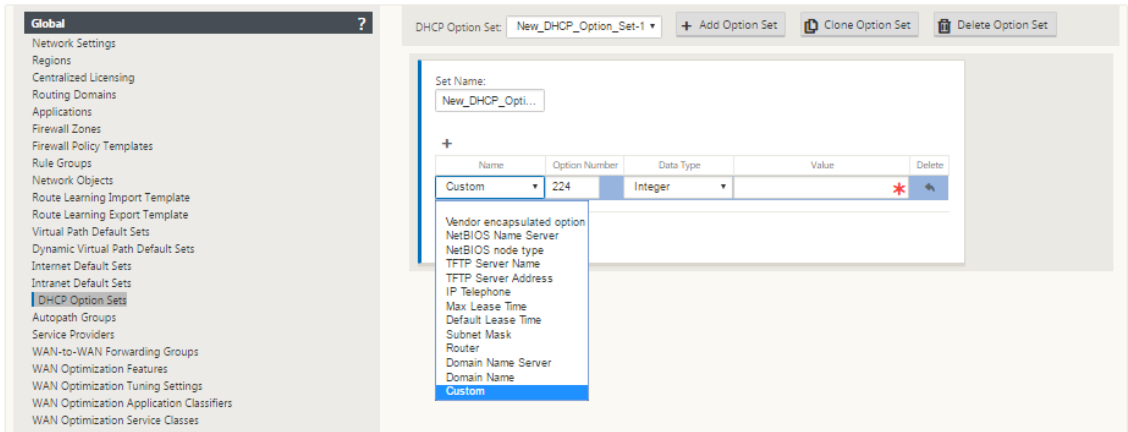 Global ?
Network Settings
Regions
Centralized Licensing
Routing Domains
Applications
Firewall Zones
Firewall Policy Templates
Rule Groups
Network Objects
Route Learning Import Template
Route Learning Export Template
Virtual Path Default Sets
Dynamic Virtual Path Default Sets
Internet Default Sets
Intranet Default Sets
DHCP Option Sets
Autopath Groups
Service Providers
WAN-to-WAN Forwarding Groups
WAN Optimization Features
WAN Optimization Tuning Settings
WAN Optimization Application Classifiers
WAN Optimization Service Classes
DHCP Option Set: New_DHCP_Option_Set-1 + Add Option Set Clone Option Set Delete Option Set
Set Name:
New_DHCP_Opti...
+
Name Option Number Data Type Value Delete
Custom 224 Integer *
Vendor encapsulated option
NetBIOS Name Server
NetBIOS node type
TFTP Server Name
TFTP Server Address
IP Telephone
Max Lease Time
Default Lease Time
Subnet Mask
Router
Domain Name Server
Domain Name
Custom